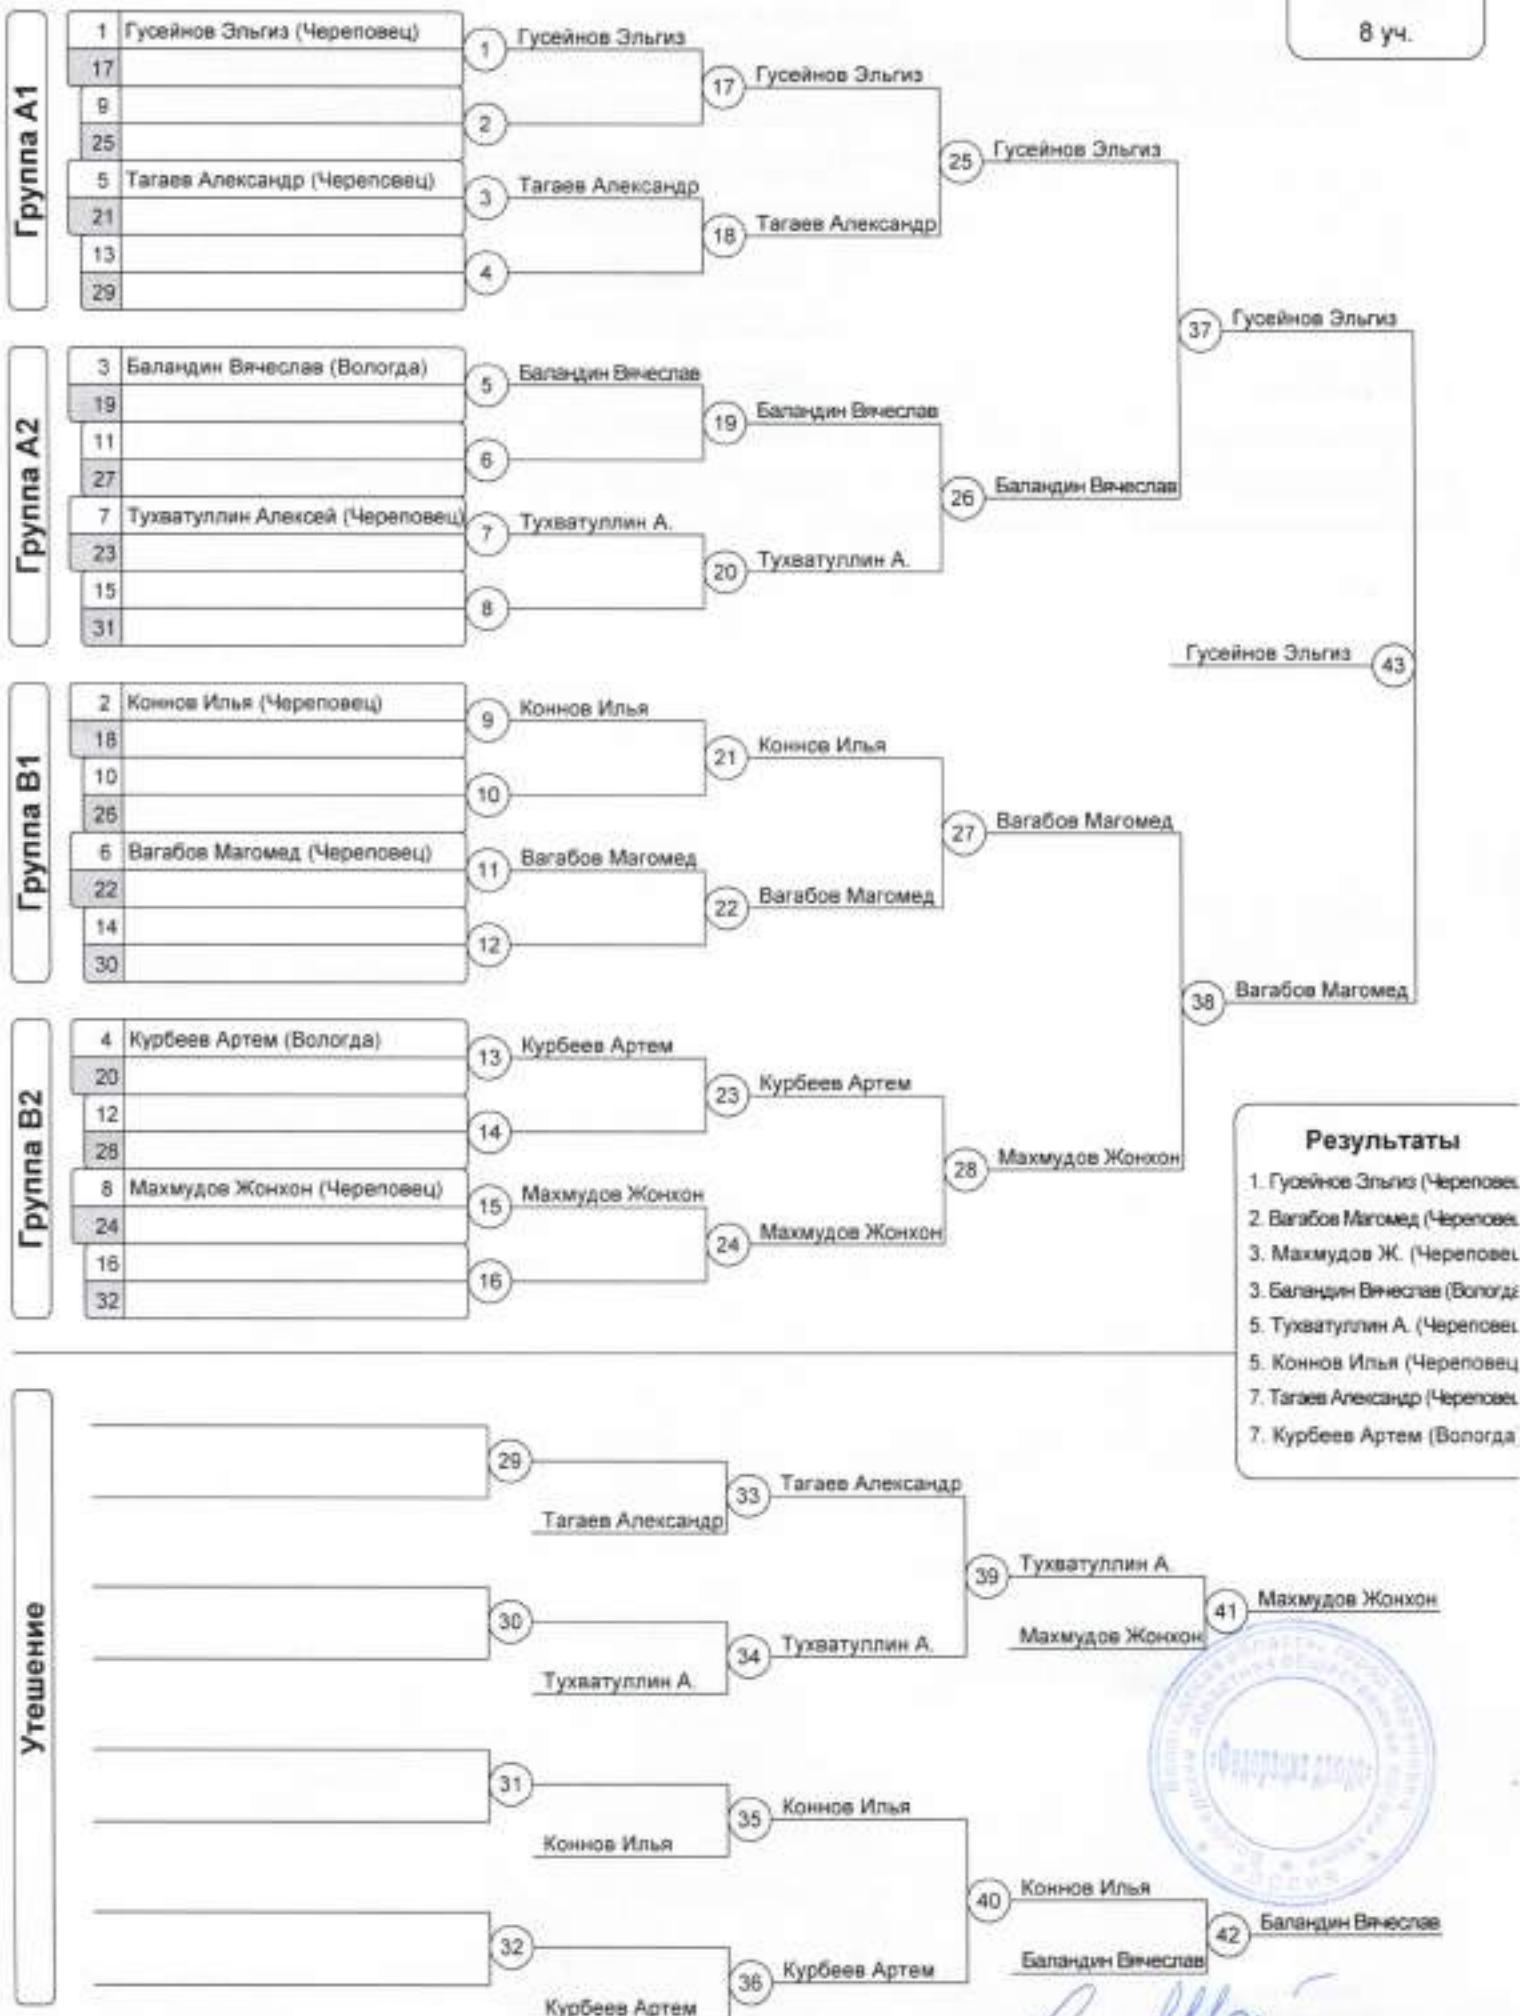 8 уч.
Группа А1
1 Гусейнов Эльгиз (Череповец)
17
9
25
5 Тагаев Александр (Череповец)
21
13
29
1 Гусейнов Эльгиз
2
3 Тагаев Александр
4
17 Гусейнов Эльгиз
18 Тагаев Александр
25 Гусейнов Эльгиз
Группа А2
3 Баландин Вячеслав (Вологда)
19
11
27
7 Тухватуллин Алексей (Череповец)
23
15
31
5 Баландин Вячеслав
6
7 Тухватуллин А.
8
19 Баландин Вячеслав
20 Тухватуллин А.
26 Баландин Вячеслав
37 Гусейнов Эльгиз
Гусейнов Эльгиз 43
Группа В1
2 Коннов Илья (Череповец)
18
10
26
6 Вагабов Магомед (Череповец)
22
14
30
9 Коннов Илья
10
11 Вагабов Магомед
12
21 Коннов Илья
22 Вагабов Магомед
27 Вагабов Магомед
Группа В2
4 Курбеев Артем (Вологда)
20
12
28
8 Махмудов Жонхон (Череповец)
24
16
32
13 Курбеев Артем
14
15 Махмудов Жонхон
16
23 Курбеев Артем
24 Махмудов Жонхон
28 Махмудов Жонхон
38 Вагабов Магомед
Результаты
1. Гусейнов Эльгиз (Череповец
2. Вагабов Магомед (Череповец
3. Махмудов Ж. (Череповец
3. Баландин Вячеслав (Вологда
5. Тухватуллин А. (Череповец
5. Коннов Илья (Череповец
7. Тагаев Александр (Череповец
7. Курбеев Артем (Вологда
Утешение
29
Тагаев Александр
30
Тухватуллин А.
31
Коннов Илья
32
Курбеев Артем
33 Тагаев Александр
34 Тухватуллин А.
35 Коннов Илья
36 Курбеев Артем
39 Тухватуллин А.
Махмудов Жонхон
40 Коннов Илья
Баландин Вячеслав
41 Махмудов Жонхон
42 Баландин Вячеслав
«Федерация дзюдо»